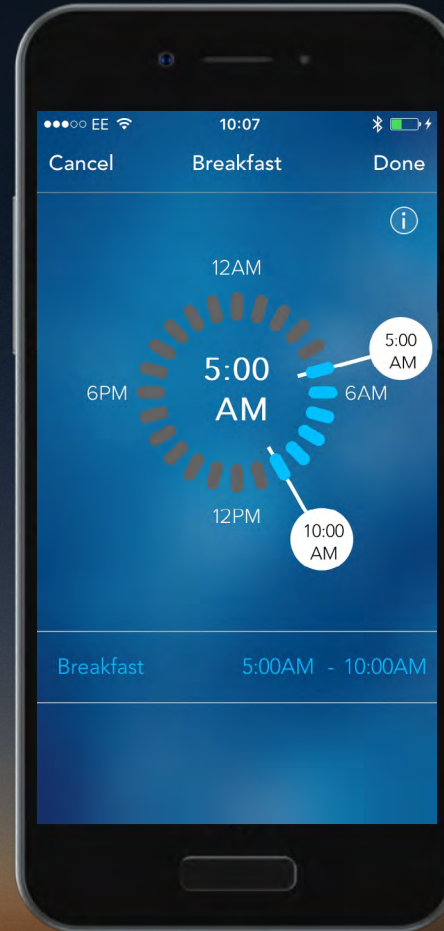 EE 10:07
Cancel Breakfast Done
i
12AM
5:00
AM
5:00
AM
6PM
6AM
12PM
10:00
AM
Breakfast 5:00AM - 10:00AM